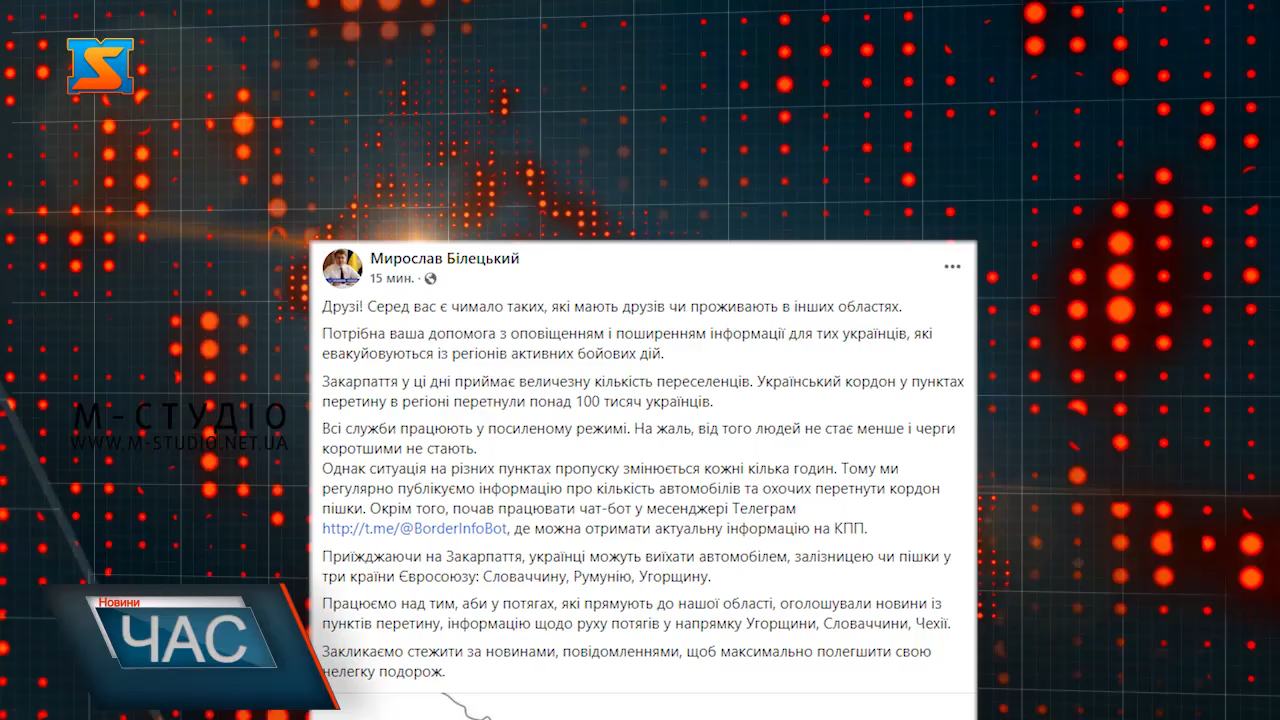 Мирослав Білецький
15 мин.
Друзі! Серед вас є чимало таких, які мають друзів чи проживають в інших областях.
Потрібна ваша допомога з оповіщенням і поширенням інформації для тих українців, які
евакуйовуються із регіонів активних бойових дій.
Закарпаття у ці дні приймає величезну кількість переселенців. Український кордон у пунктах
перетину в регіоні перетнули понад 100 тисяч українців.
Всі служби працюють у посиленому режимі. На жаль, від того людей не стає менше і черги
коротшими не стають.
Однак ситуація на різних пунктах пропуску змінюється кожні кілька годин. Тому ми
регулярно публікуємо інформацію про кількість автомобілів та охочих перетнути кордон
пішки. Окрім того, почав працювати чат-бот у месенджері Телеграм
http://t.me/@BorderInfoBot, де можна отримати актуальну інформацію на КПП.
Приїжджаючи на Закарпаття, українці можуть виїхати автомобілем, залізницею чи пішки у
три країни Євросоюзу: Словаччину, Румунію, Угорщину.
Працюємо над тим, аби у потягах, які прямують до нашої області, оголошували новини із
пунктів перетину, інформацію щодо руху потягів у напрямку Угорщини, Словаччини, Чехії.
Закликаємо стежити за новинами, повідомленнями, щоб максимально полегшити свою
нелегку подорож.
М-СТУДІО
WWW.M-STUDIO.NET.UA
Новини
ЧАС